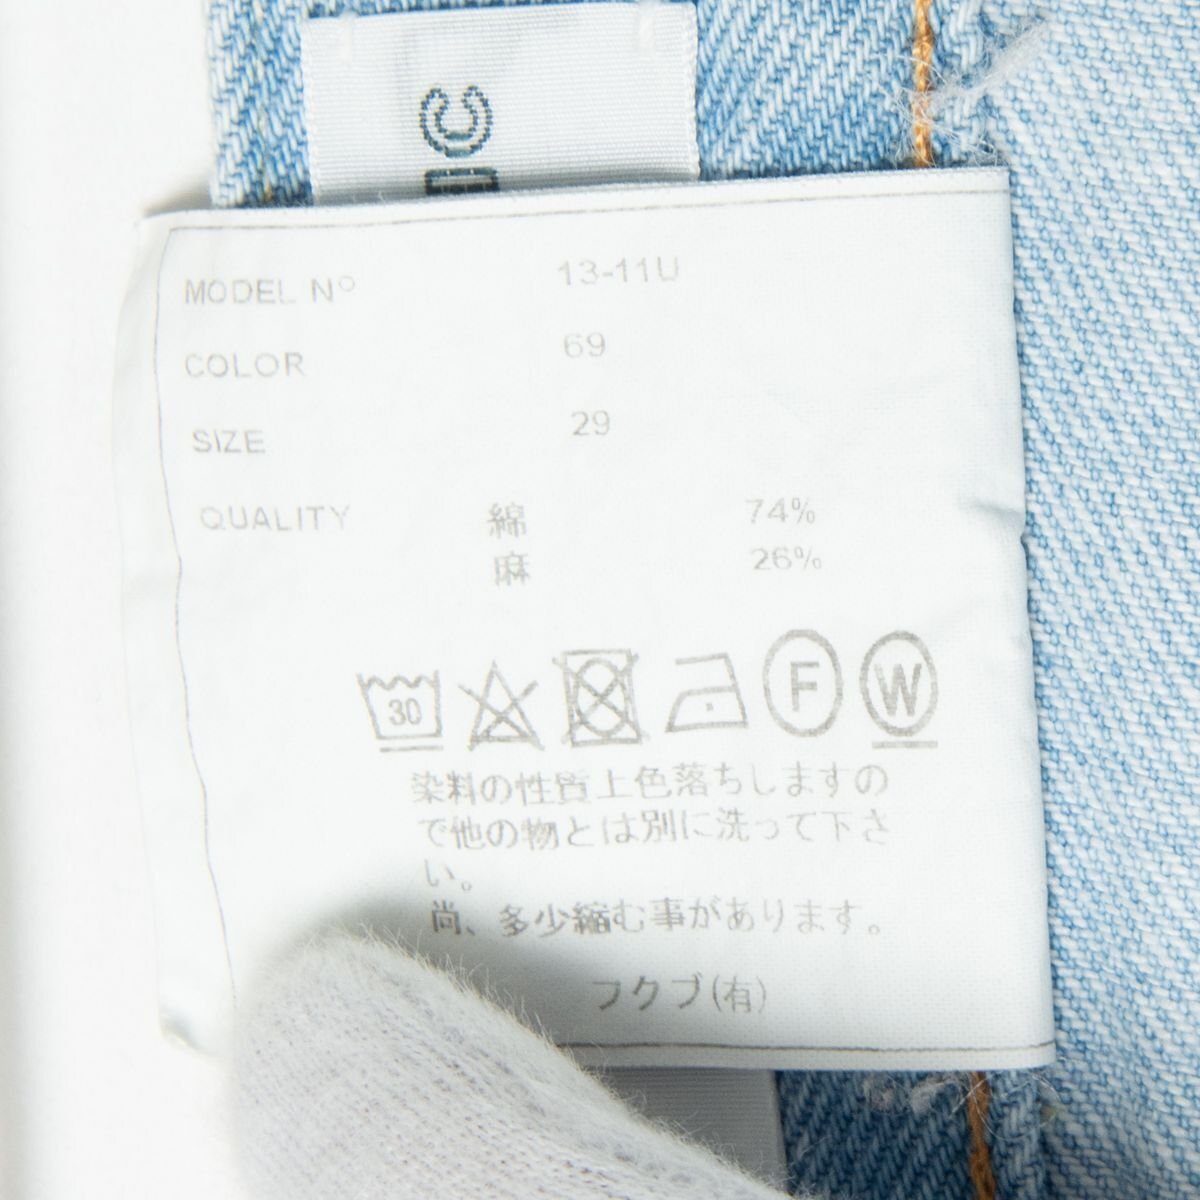 MODEL Nº 13-11U
COLOR 69
SIZE 29
QUALITY 綿 74%
麻 26%
30 F W
染料の性質上色落ちしますの
で他の物とは別に洗って下さ
い。
尚、多少縮む事があります。
フクブ(有)